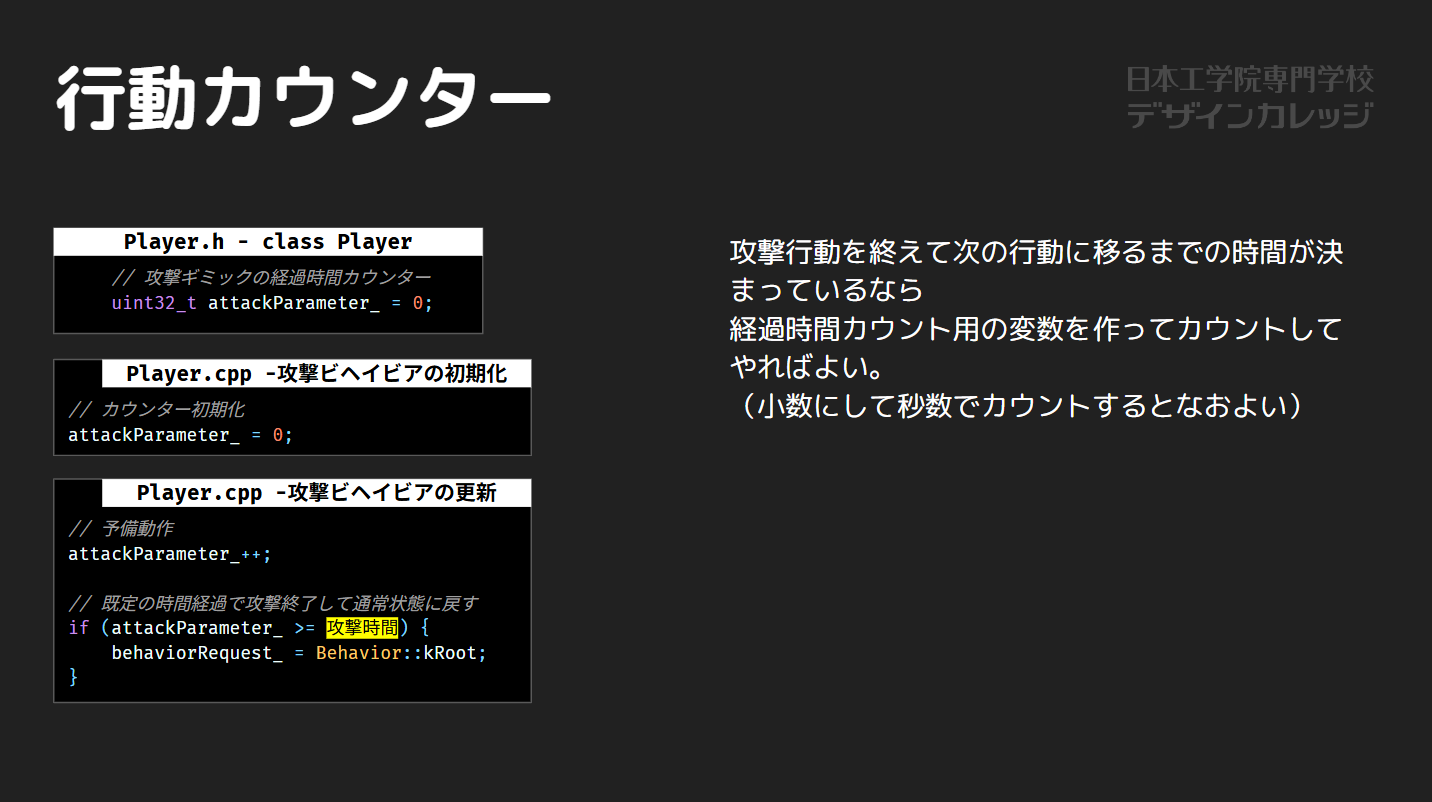 行動カウンター
日本工学院専門学校
デザインカレッジ
Player.h - class Player
// 攻撃ギミックの経過時間カウンター
uint32_t attackParameter_ = 0;
Player.cpp -攻撃ビヘイビアの初期化
// カウンター初期化
attackParameter_ = 0;
Player.cpp -攻撃ビヘイビアの更新
// 予備動作
attackParameter_++;
// 既定の時間経過で攻撃終了して通常状態に戻す
if (attackParameter_ >= 攻撃時間) {
behaviorRequest_ = Behavior::kRoot;
}
攻撃行動を終えて次の行動に移るまでの時間が決
まっているなら
経過時間カウント用の変数を作ってカウントして
やればよい。
（小数にして秒数でカウントするとなおよい）